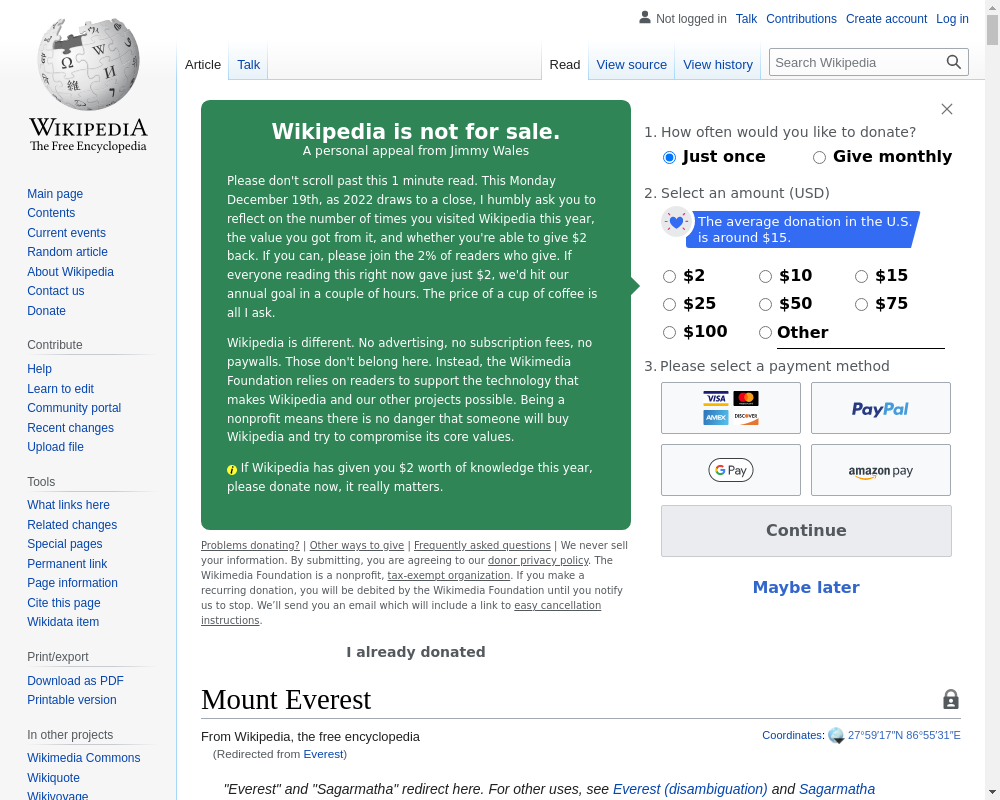 Not logged in Talk Contributions Create account Log in
Article Talk Read View source View history Search Wikipedia
WIKIPEDIA
The Free Encyclopedia
Main page
Contents
Current events
Random article
About Wikipedia
Contact us
Donate
Contribute
Help
Learn to edit
Community portal
Recent changes
Upload file
Tools
What links here
Related changes
Special pages
Permanent link
Page information
Cite this page
Wikidata item
Print/export
Download as PDF
Printable version
In other projects
Wikimedia Commons
Wikiquote
Wikivoyage
Wikipedia is not for sale.
A personal appeal from Jimmy Wales
Please don't scroll past this 1 minute read. This Monday
December 19th, as 2022 draws to a close, I humbly ask you to
reflect on the number of times you visited Wikipedia this year,
the value you got from it, and whether you're able to give $2
back. If you can, please join the 2% of readers who give. If
everyone reading this right now gave just $2, we'd hit our
annual goal in a couple of hours. The price of a cup of coffee is
all I ask.
Wikipedia is different. No advertising, no subscription fees, no
paywalls. Those don't belong here. Instead, the Wikimedia
Foundation relies on readers to support the technology that
makes Wikipedia and our other projects possible. Being a
nonprofit means there is no danger that someone will buy
Wikipedia and try to compromise its core values.
i If Wikipedia has given you $2 worth of knowledge this year,
please donate now, it really matters.
Problems donating? | Other ways to give | Frequently asked questions | We never sell
your information. By submitting, you are agreeing to our donor privacy policy. The
Wikimedia Foundation is a nonprofit, tax-exempt organization. If you make a
recurring donation, you will be debited by the Wikimedia Foundation until you notify
us to stop. We'll send you an email which will include a link to easy cancellation
instructions.
I already donated
1. How often would you like to donate?
Just once Give monthly
2. Select an amount (USD)
The average donation in the U.S.
is around $15.
$2 $10 $15
$25 $50 $75
$100 Other
3. Please select a payment method
VISA mastercard
AMEX DISCOVER
PayPal
G Pay
amazon pay
Continue
Maybe later
Mount Everest
From Wikipedia, the free encyclopedia
Coordinates: 27°59′17″N 86°55′31″E
(Redirected from Everest)
"Everest" and "Sagarmatha" redirect here. For other uses, see Everest (disambiguation) and Sagarmatha